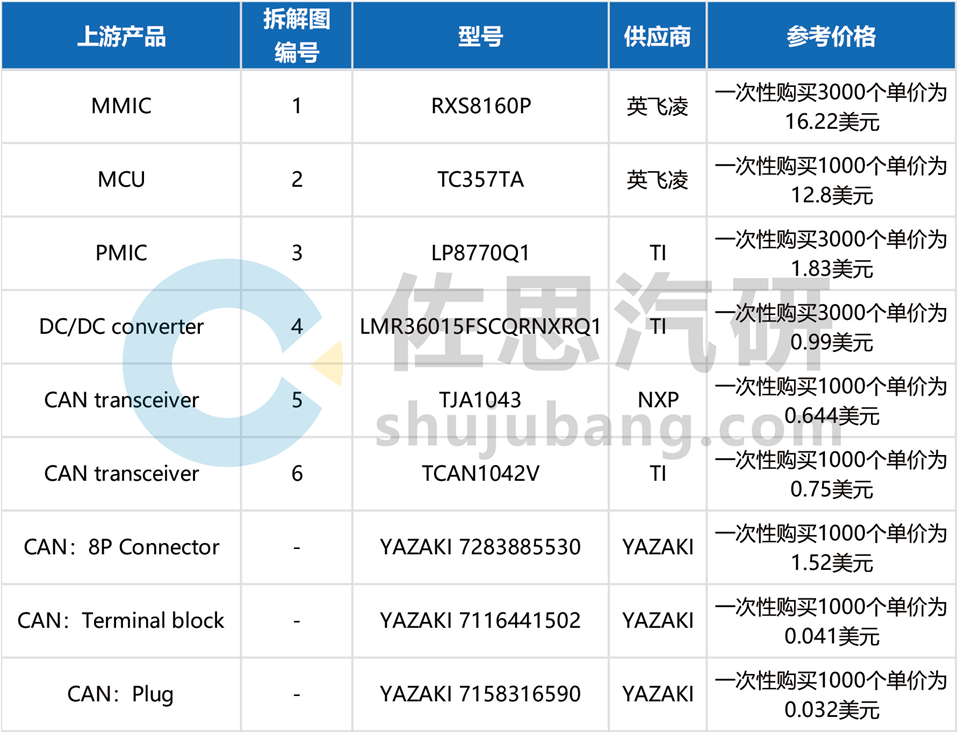 上游产品
拆解图
编号
型号
供应商
参考价格
MMIC
1
RXS8160P
英飞凌
一次性购买3000个单价为
16.22美元
MCU
2
TC357TA
英飞凌
一次性购买1000个单价为
12.8美元
PMIC
3
LP8770Q1
TI
一次性购买3000个单价为
1.83美元
DC/DC converter
4
LMR36015FSCQRNXRQ1
TI
一次性购买3000个单价为
0.99美元
CAN transceiver
5
TJA1043
NXP
一次性购买1000个单价为
0.644美元
CAN transceiver
6
TCAN1042V
TI
一次性购买1000个单价为
0.75美元
CAN：8P Connector
-
YAZAKI 7283885530
YAZAKI
一次性购买1000个单价为
1.52美元
CAN：Terminal block
-
YAZAKI 7116441502
YAZAKI
一次性购买1000个单价为
0.041美元
CAN：Plug
-
YAZAKI 7158316590
YAZAKI
一次性购买1000个单价为
0.032美元
佐思汽研
shujubang.com